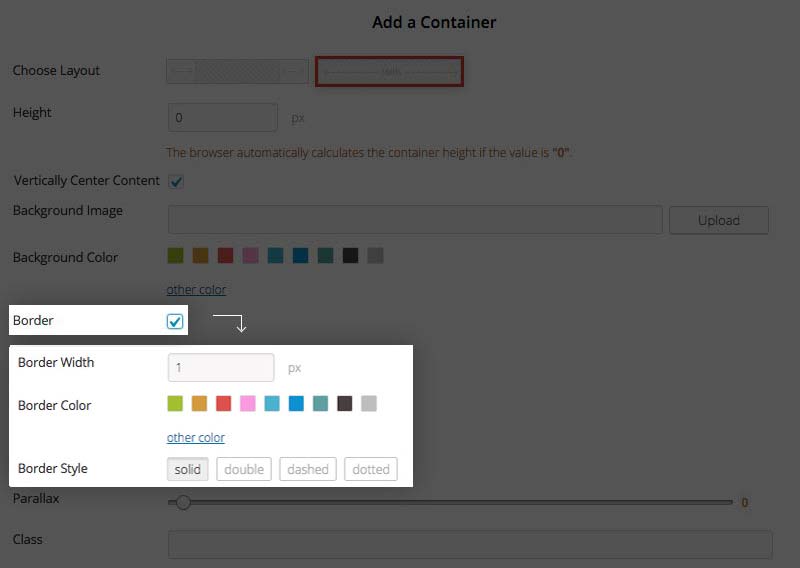 Add a Container
Choose Layout
100%
Height 0 px
The browser automatically calculates the container height if the value is "0".
Vertically Center Content
Background Image Upload
Background Color
other color
Border
Border Width 1 px
Border Color
other color
Border Style solid double dashed dotted
Parallax 0
Class